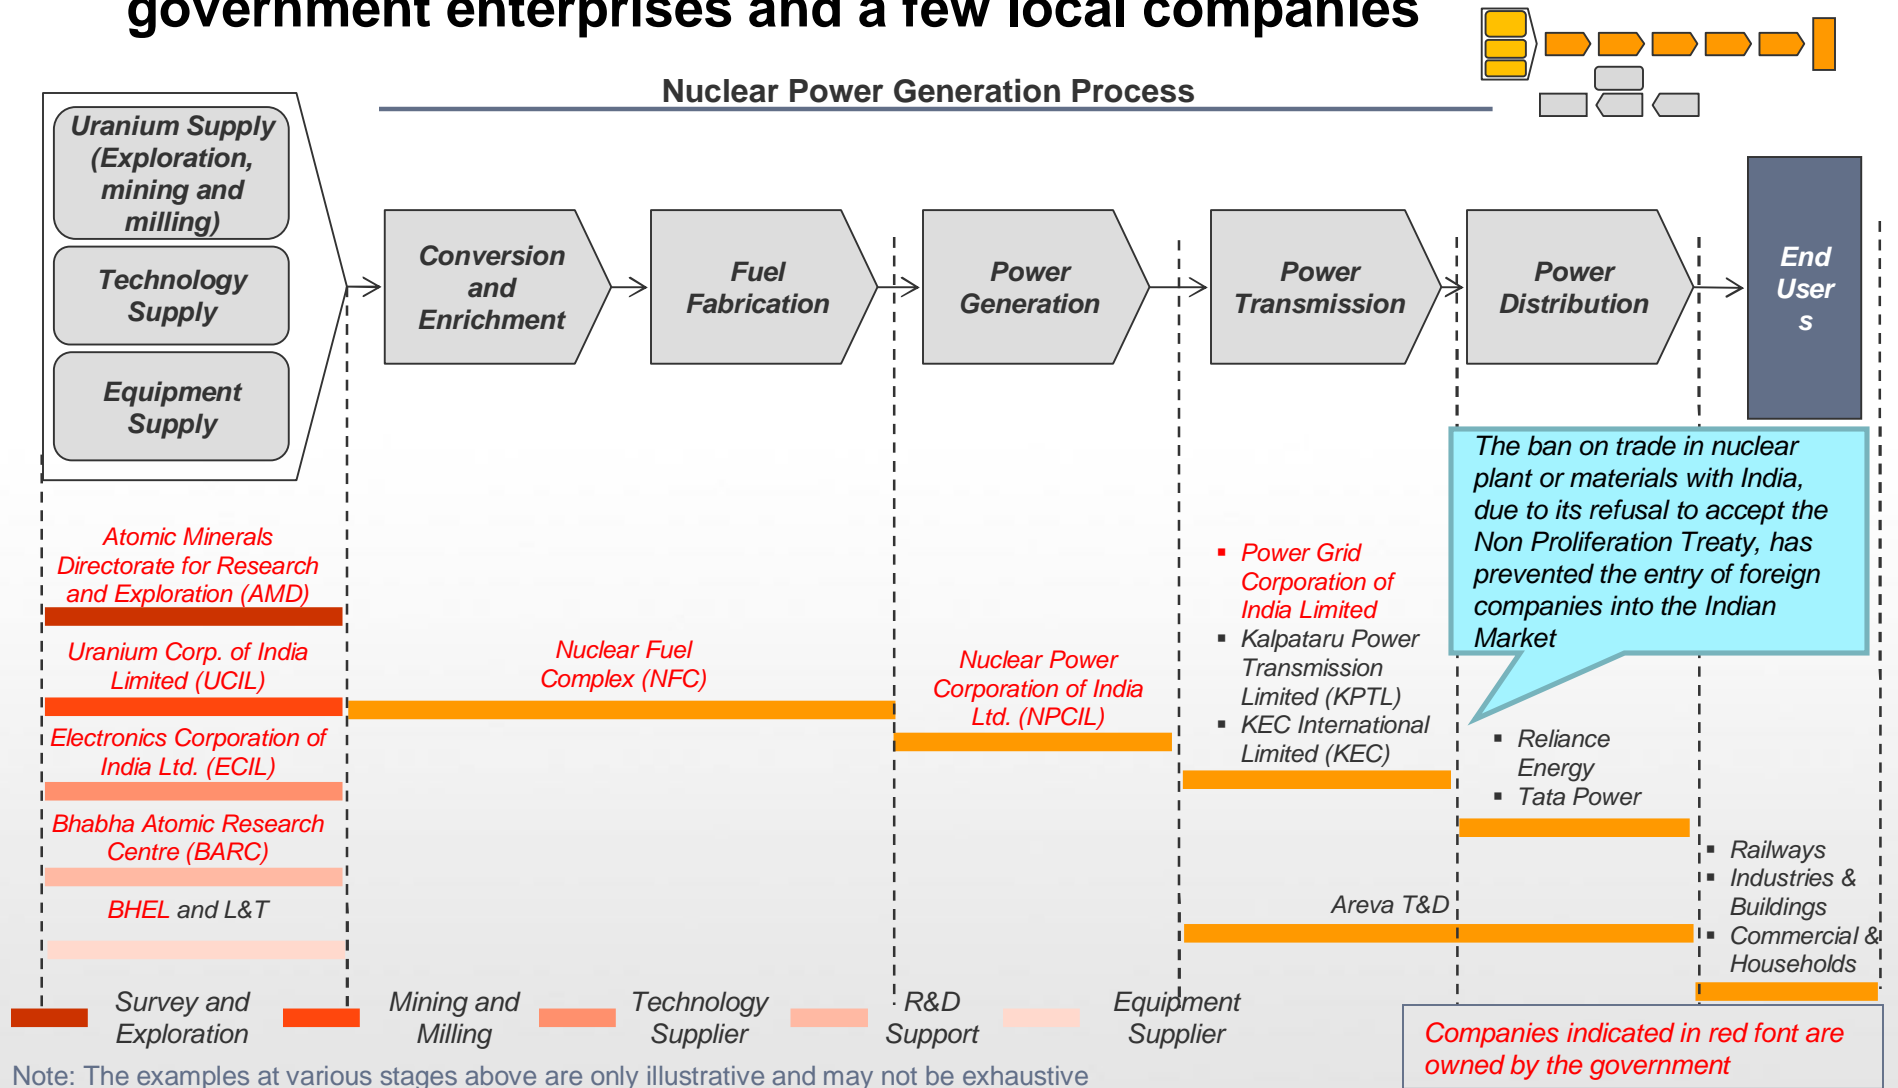 government enterprises and a few local companies
Nuclear Power Generation Process
Uranium Supply
(Exploration,
mining and
milling)
Technology
Supply
Equipment
Supply
Conversion
and
Enrichment
Fuel
Fabrication
Power
Generation
Power
Transmission
Power
Distribution
End
User
s
The ban on trade in nuclear
plant or materials with India,
due to its refusal to accept the
Non Proliferation Treaty, has
prevented the entry of foreign
companies into the Indian
Market
Atomic Minerals
Directorate for Research
and Exploration (AMD)
Uranium Corp. of India
Limited (UCIL)
Electronics Corporation of
India Ltd. (ECIL)
Bhabha Atomic Research
Centre (BARC)
BHEL and L&T
Nuclear Fuel
Complex (NFC)
Nuclear Power
Corporation of India
Ltd. (NPCIL)
▪ Power Grid
Corporation of
India Limited
▪ Kalpataru Power
Transmission
Limited (KPTL)
▪ KEC International
Limited (KEC)
▪ Reliance
Energy
▪ Tata Power
Areva T&D
▪ Railways
▪ Industries &
Buildings
▪ Commercial &
Households
Survey and
Exploration
Mining and
Milling
Technology
Supplier
R&D
Support
Equipment
Supplier
Companies indicated in red font are
owned by the government
Note: The examples at various stages above are only illustrative and may not be exhaustive